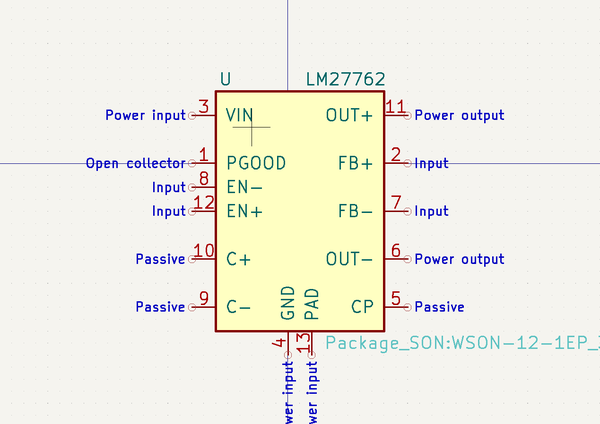 U LM27762
Power input 3 VIN OUT+ 11 Power output
Open collector 1 PGOOD FB+ 2 Input
Input 8 EN-
Input 12 EN+ FB- 7 Input
Passive 10 C+ OUT- 6 Power output
Passive 9 C- CP 5 Passive
GND PAD
4 13
Package_SON:WSON-12-1EP_
wer input wer input